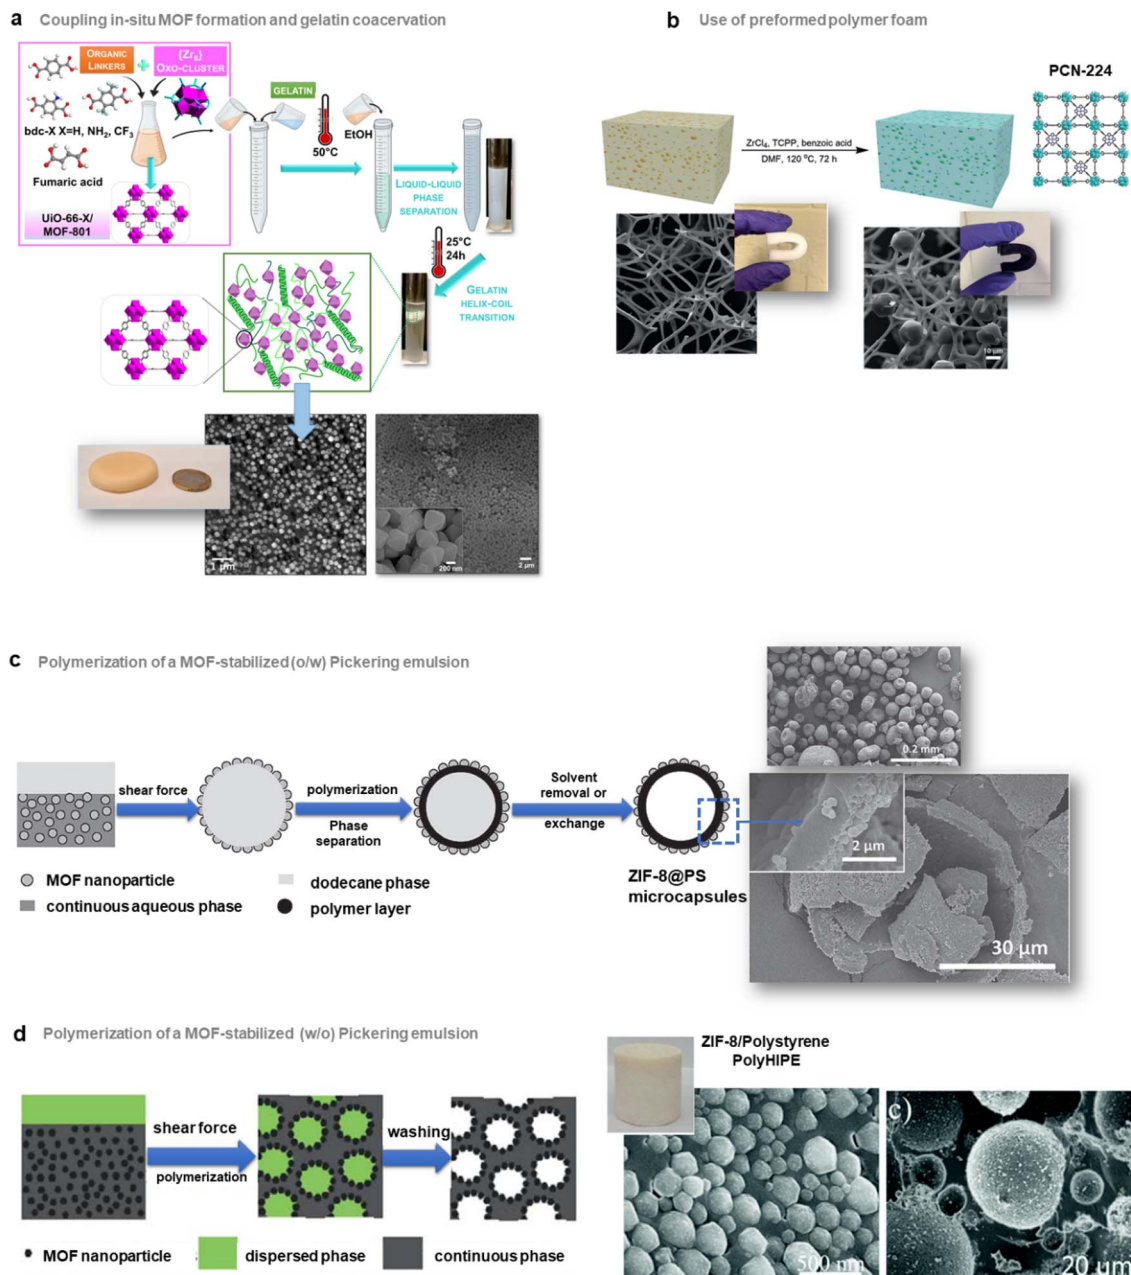 a Coupling in-situ MOF formation and gelatin coacervation
ORGANIC
LINKERS
+
{Zr6}
OXO-CLUSTER
bdc-X X=H, NH2, CF3
Fumaric acid
UiO-66-X/
MOF-801
GELATIN
50°C
EtOH
LIQUID-LIQUID
PHASE
SEPARATION
25°C
24h
GELATIN
HELIX-COIL
TRANSITION
1 µm
200 nm
2 µm
b Use of preformed polymer foam
PCN-224
ZrCl4, TCPP, benzoic acid
DMF, 120 °C, 72 h
10 µm
c Polymerization of a MOF-stabilized (o/w) Pickering emulsion
shear force
polymerization
Phase
separation
Solvent
removal or
exchange
ZIF-8@PS
microcapsules
MOF nanoparticle
continuous aqueous phase
dodecane phase
polymer layer
0.2 mm
2 µm
30 µm
d Polymerization of a MOF-stabilized (w/o) Pickering emulsion
shear force
polymerization
washing
MOF nanoparticle
dispersed phase
continuous phase
ZIF-8/Polystyrene
PolyHIPE
500 nm
c)
20 µm